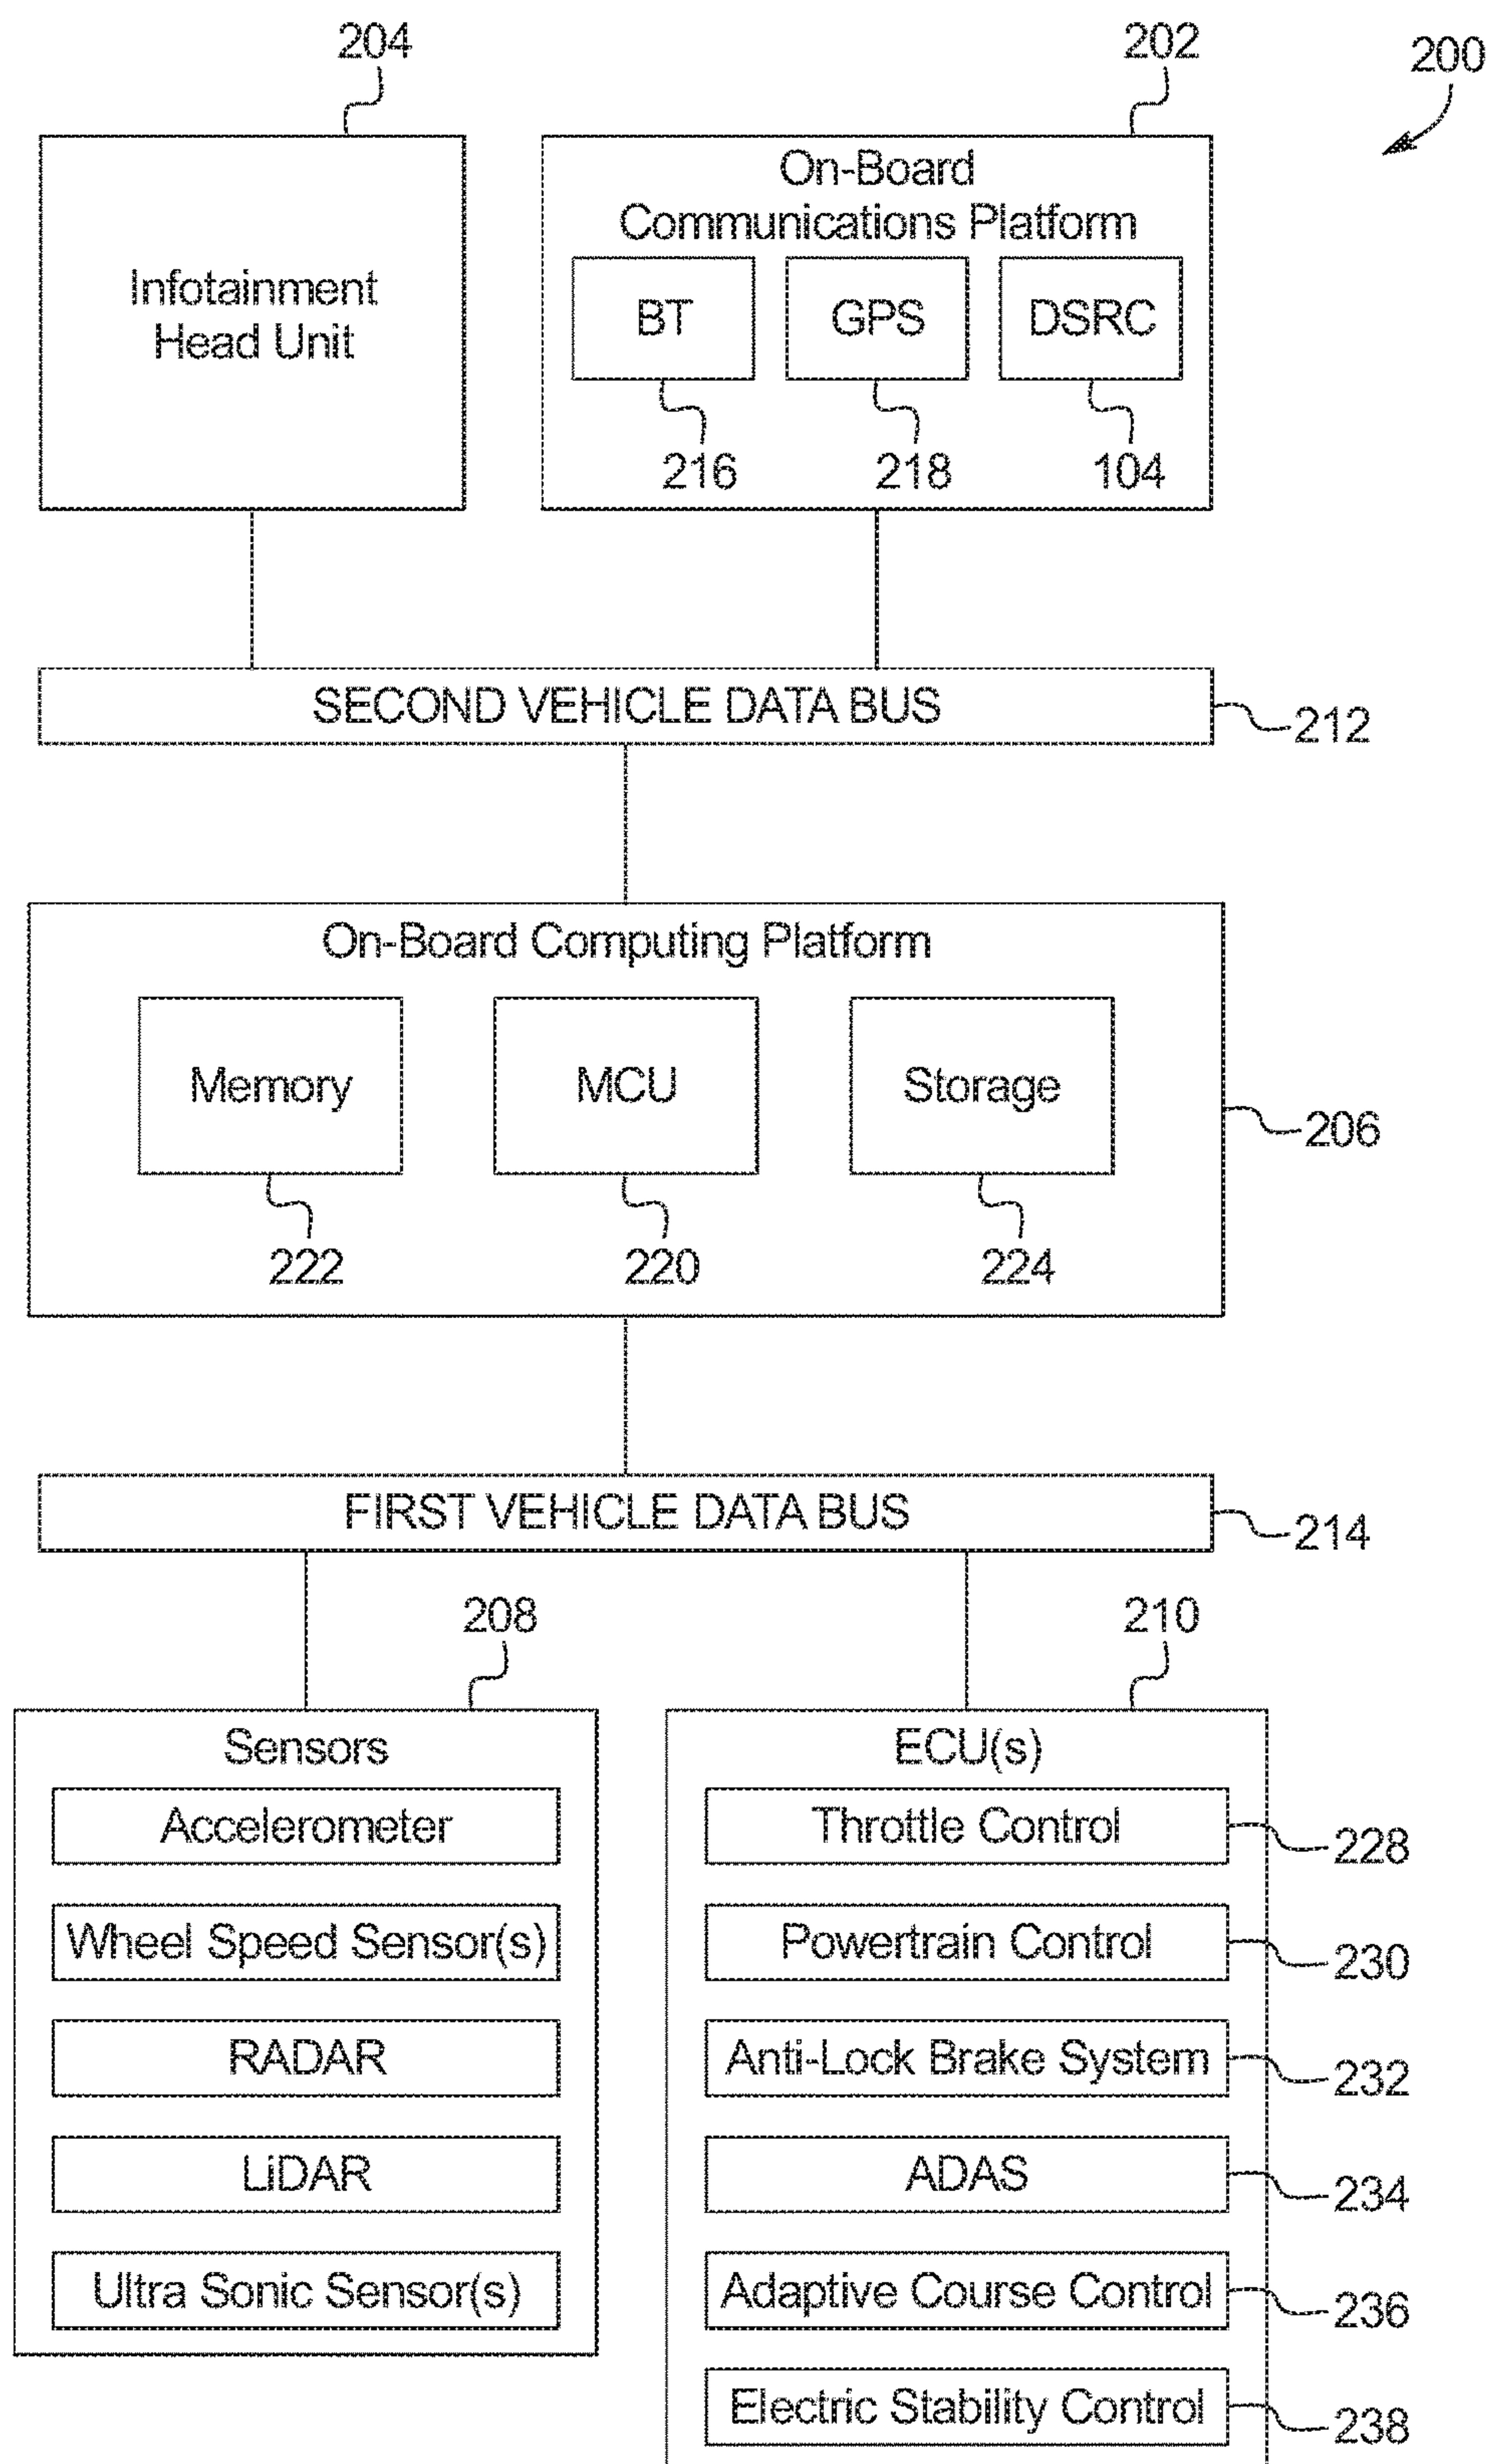 204
202
200
On-Board
Communications Platform
Infotainment
Head Unit
BT
GPS
DSRC
216
218
104
SECOND VEHICLE DATA BUS
212
On-Board Computing Platform
Memory
MCU
Storage
206
222
220
224
FIRST VEHICLE DATA BUS
214
208
210
Sensors
Accelerometer
Wheel Speed Sensor(s)
RADAR
LiDAR
Ultra Sonic Sensor(s)
ECU(s)
Throttle Control
228
Powertrain Control
230
Anti-Lock Brake System
232
ADAS
234
Adaptive Course Control
236
Electric Stability Control
238